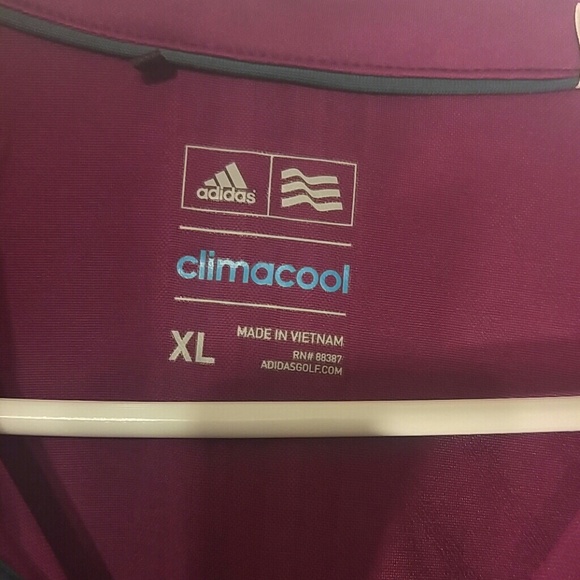 adidas
climacool
XL
MADE IN VIETNAM
RN# 88387
ADIDASGOLF.COM